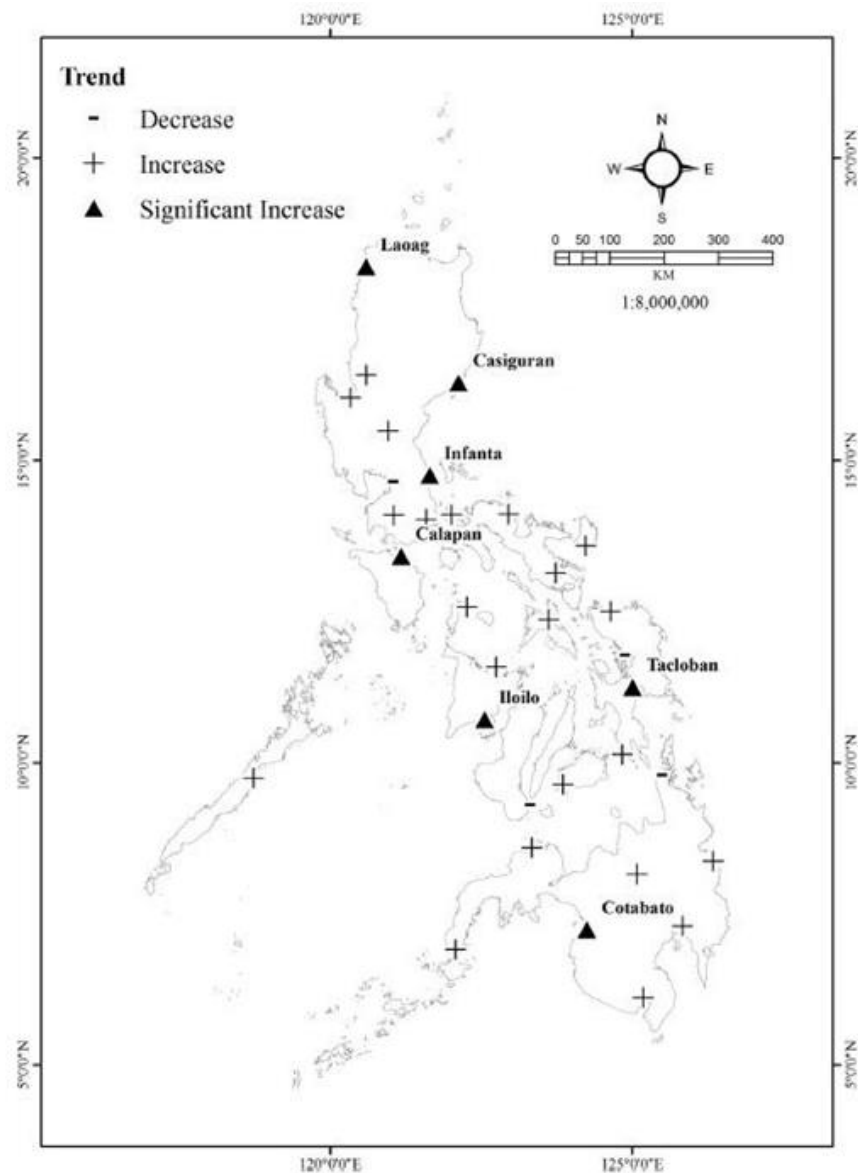 120°0'0"E 125°0'0"E
Trend
- Decrease
+ Increase
▲ Significant Increase
N
W E
S
0 50 100 200 300 400
KM
1:8,000,000
20°0'0"N 20°0'0"N
Laoag
Casiguran
Infanta
15°0'0"N 15°0'0"N
Calapan
Tacloban
Iloilo
10°0'0"N 10°0'0"N
Cotabato
5°0'0"N 5°0'0"N
120°0'0"E 125°0'0"E